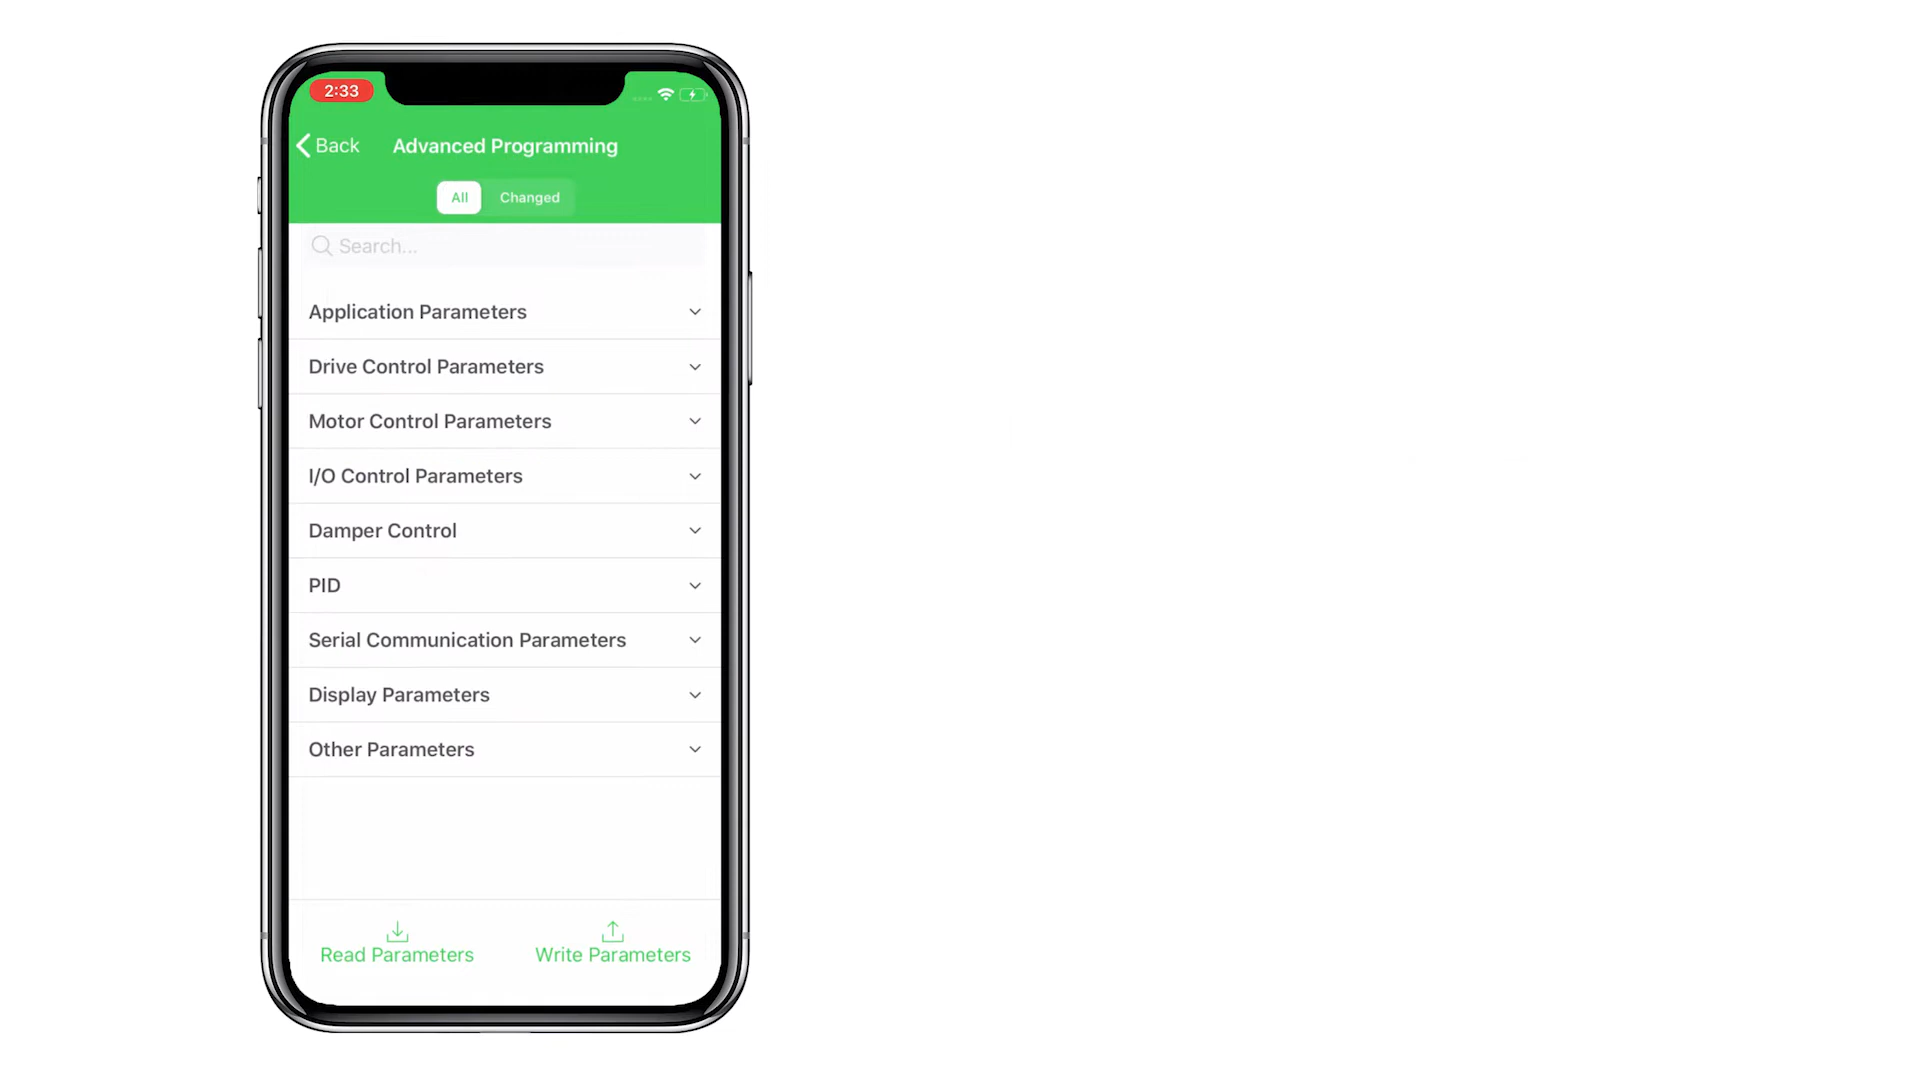 2:33
Back
Advanced Programming
All
Changed
Search...
Application Parameters
Drive Control Parameters
Motor Control Parameters
I/O Control Parameters
Damper Control
PID
Serial Communication Parameters
Display Parameters
Other Parameters
Read Parameters
Write Parameters